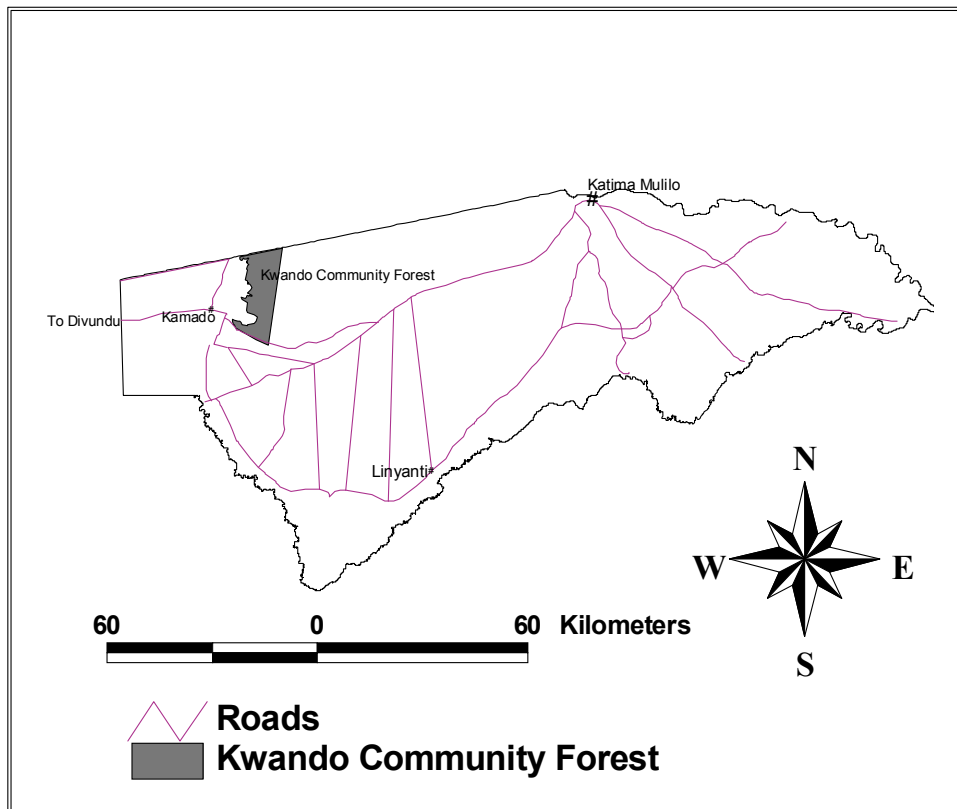 Katima Mulilo
#
Kwando Community Forest
Kamado
To Divundu
Linyanti
N
W E
S
60 0 60 Kilometers
Roads
Kwando Community Forest